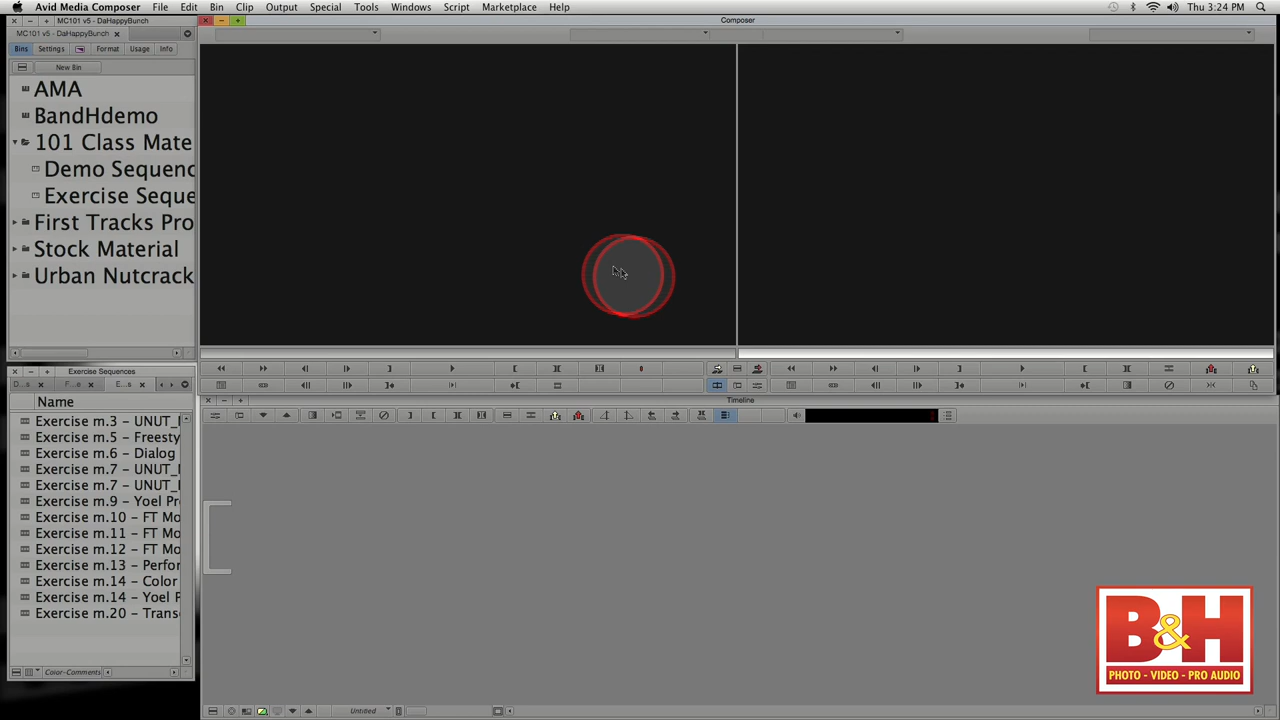 Avid Media Composer File Edit Bin Clip Output Special Tools Windows Script Marketplace Help Thu 3:24 PM
MC101 v5 - DaHappyBunch
Composer
MC101 v5 - DaHappyBunch
Bins Settings Format Usage Info
New Bin
AMA
BandHdemo
101 Class Mate
Demo Sequenc
Exercise Seque
First Tracks Pro
Stock Material
Urban Nutcrack
Exercise Sequences
D...s F...e E...s
Timeline
Name
Exercise m.3 - UNUT_
Exercise m.5 - Freesty
Exercise m.6 - Dialog
Exercise m.7 - UNUT_
Exercise m.7 - UNUT_
Exercise m.9 - Yoel Pr
Exercise m.10 - FT Mo
Exercise m.11 - FT Mo
Exercise m.12 - FT Mo
Exercise m.13 - Perfor
Exercise m.14 - Color
Exercise m.14 - Yoel
Exercise m.20 - Trans
Color-Comments
Untitled
B&H
PHOTO - VIDEO - PRO AUDIO